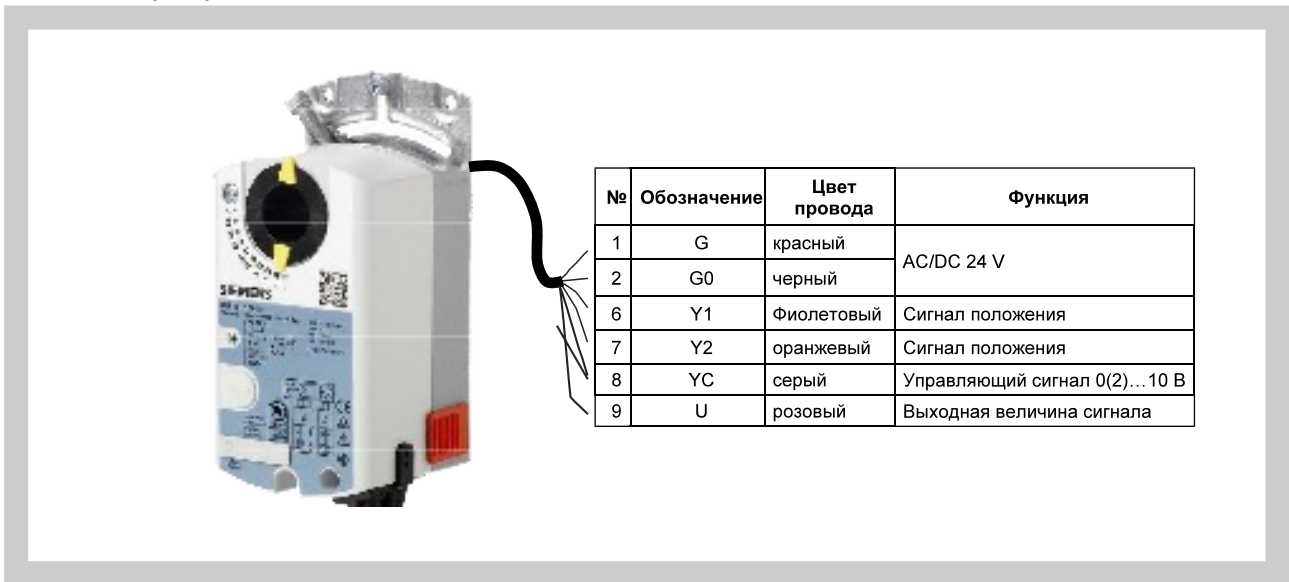 SIEMENS
№ Обозначение Цвет провода Функция
1 G красный AC/DC 24 V
2 G0 черный
6 Y1 Фиолетовый Сигнал положения
7 Y2 оранжевый Сигнал положения
8 YC серый Управляющий сигнал 0(2)…10 В
9 U розовый Выходная величина сигнала